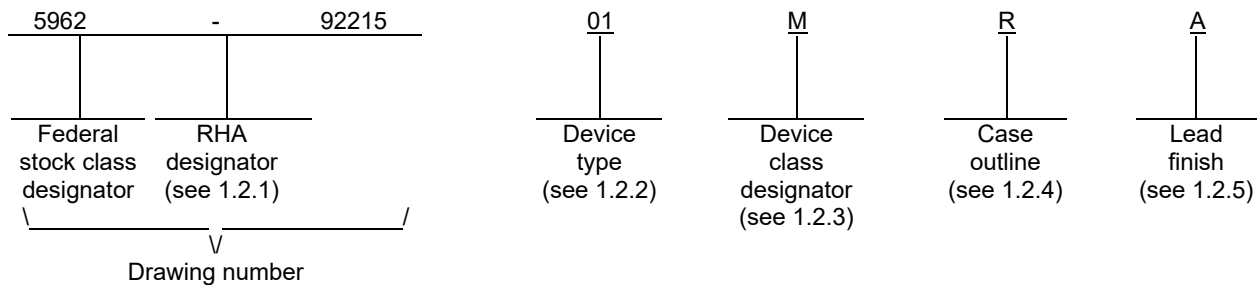 5962 - 92215 01 M R A
Federal stock class designator
RHA designator (see 1.2.1)
Device type (see 1.2.2)
Device class designator (see 1.2.3)
Case outline (see 1.2.4)
Lead finish (see 1.2.5)
\ /
\/
Drawing number